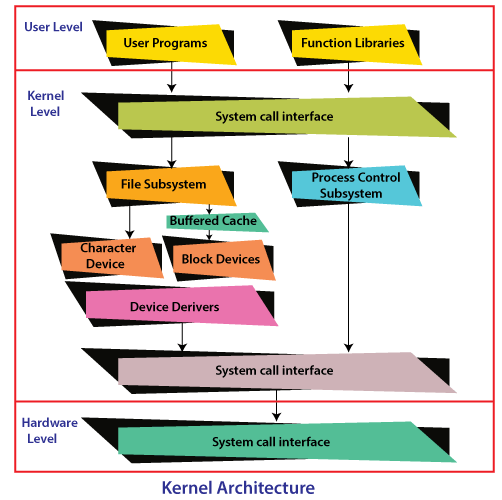 User Level
User Programs
Function Libraries
Kernel
Level
System call interface
File Subsystem
Process Control
Subsystem
Buffered Cache
Character
Device
Block Devices
Device Derivers
System call interface
Hardware
Level
System call interface
Kernel Architecture